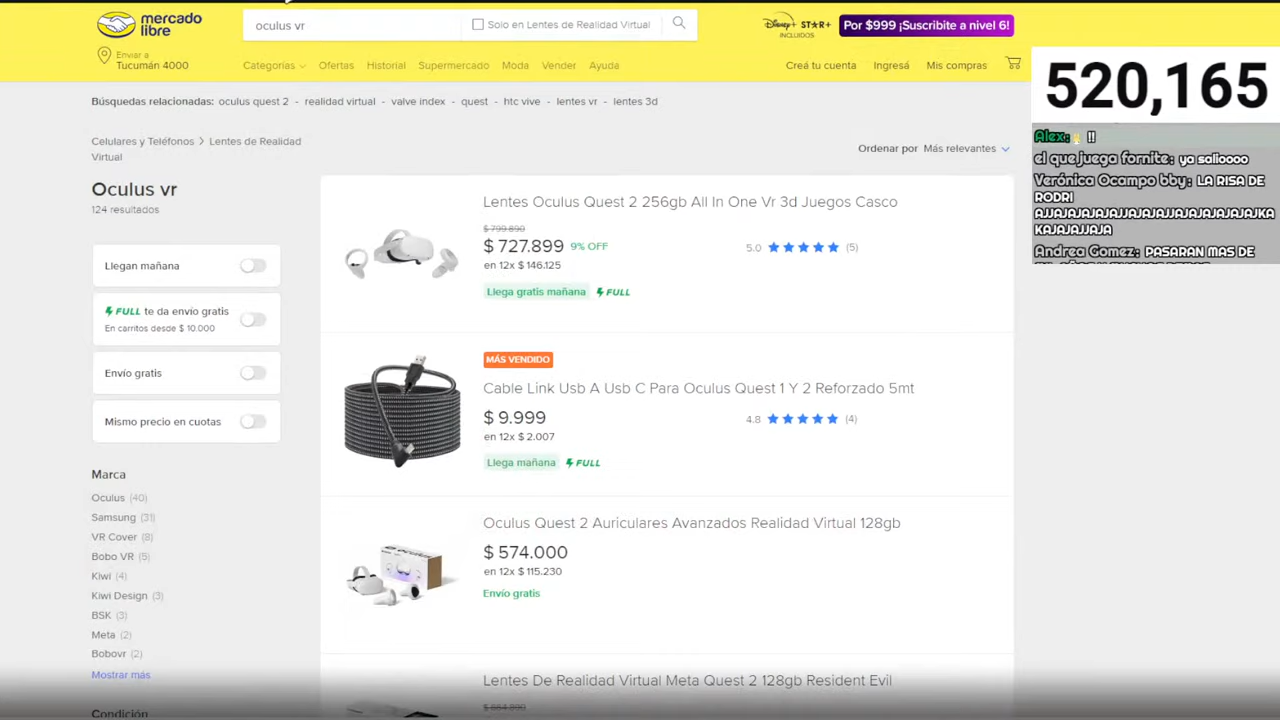 mercado
libre
oculus vr
Solo en Lentes de Realidad Virtual
Disney+ STAR+
INCLUIDOS
Por $999 ¡Suscribite a nivel 6!
Enviar a
Tucumán 4000
Categorías
Ofertas
Historial
Supermercado
Moda
Vender
Ayuda
Creá tu cuenta
Ingresá
Mis compras
520,165
Alex: !!
el que juega fornite: ya salioooo
Verónica Ocampo bby: LA RISA DE
RODRI
AJJAJAJAJAJJAJAJAJJAJAJAJAJAJKA
KAJAJJAJA
Andrea Gomez: PASARAN MAS DE
Búsquedas relacionadas: oculus quest 2 - realidad virtual - valve index - quest - htc vive - lentes vr - lentes 3d
Celulares y Teléfonos > Lentes de Realidad
Virtual
Ordenar por Más relevantes
Oculus vr
124 resultados
Llegan mañana
FULL te da envío gratis
En carritos desde $ 10.000
Envío gratis
Mismo precio en cuotas
Marca
Oculus (40)
Samsung (31)
VR Cover (8)
Bobo VR (5)
Kiwi (4)
Kiwi Design (3)
BSK (3)
Meta (2)
Bobovr (2)
Mostrar más
Condición
Lentes Oculus Quest 2 256gb All In One Vr 3d Juegos Casco
$ 799.890
$ 727.899 9% OFF
en 12x $ 146.125
5.0 (5)
Llega gratis mañana FULL
MÁS VENDIDO
Cable Link Usb A Usb C Para Oculus Quest 1 Y 2 Reforzado 5mt
$ 9.999
en 12x $ 2.007
4.8 (4)
Llega mañana FULL
Oculus Quest 2 Auriculares Avanzados Realidad Virtual 128gb
$ 574.000
en 12x $ 115.230
Envío gratis
Lentes De Realidad Virtual Meta Quest 2 128gb Resident Evil